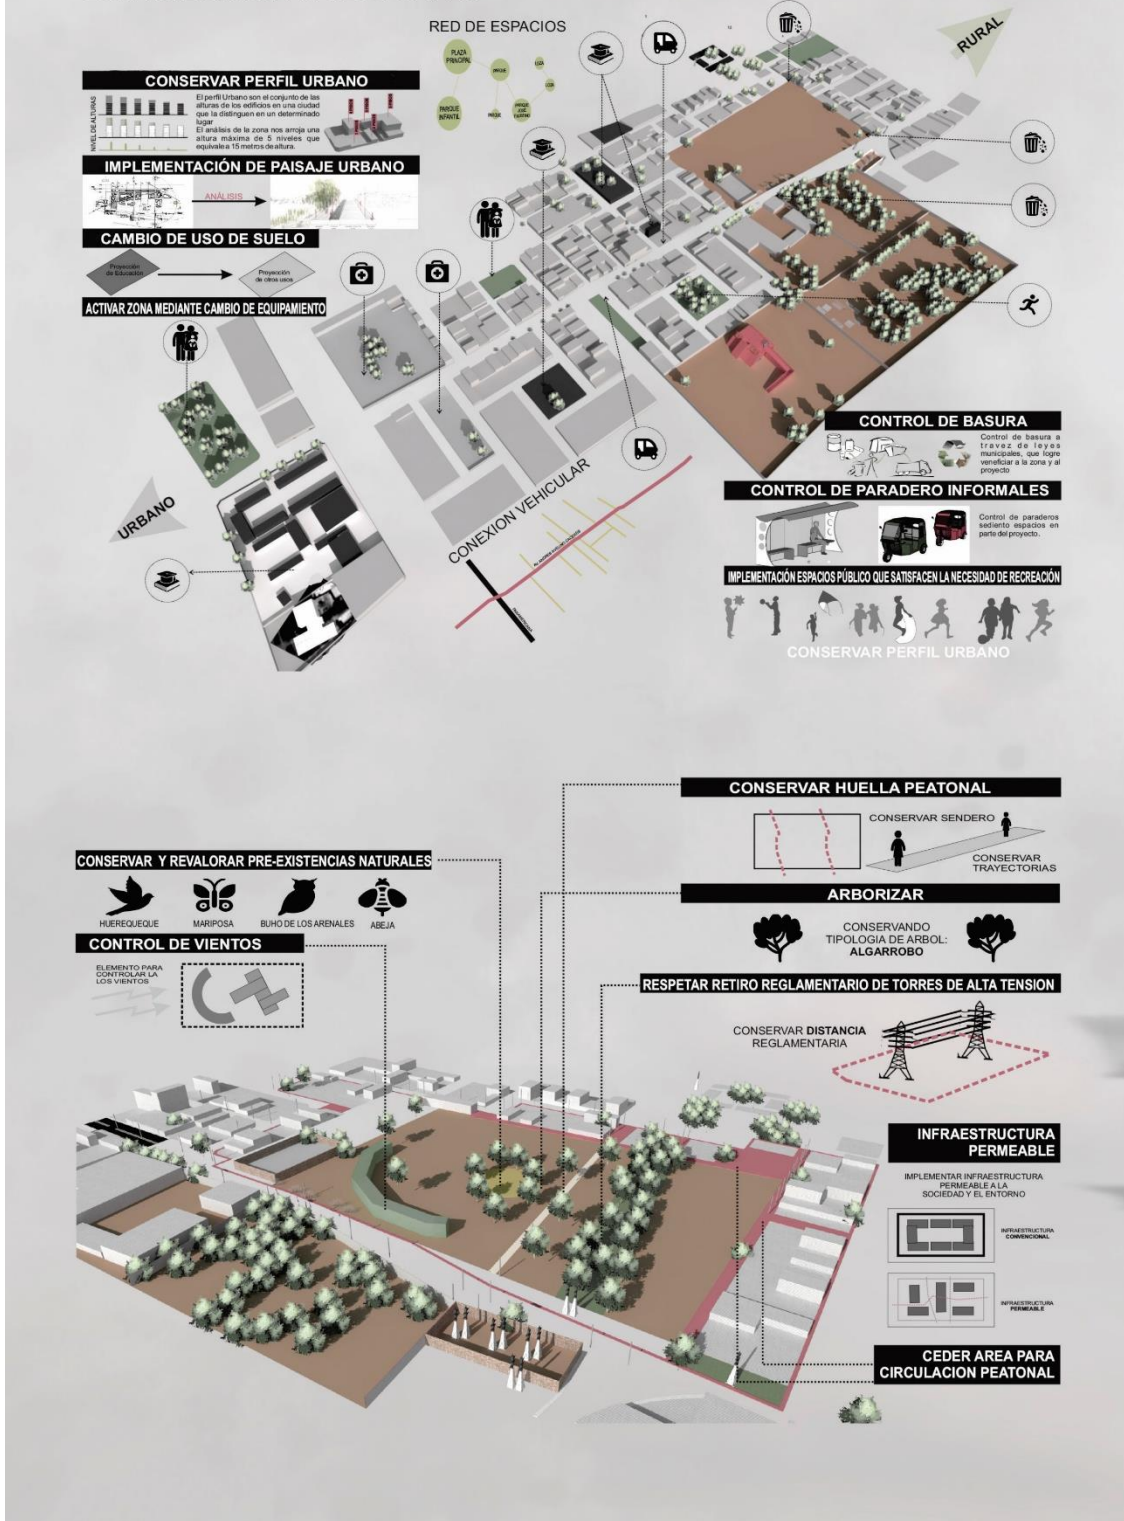 RED DE ESPACIOS
PLAZA
PRINCIPAL
PARQUE
INFANTIL
PARQUE
RURAL
CONSERVAR PERFIL URBANO
NIVEL DE ALTURAS
El perfil Urbano son el conjunto de las
alturas de los edificios en una ciudad
que la distinguen en un determinado
lugar
El análisis de la zona nos arroja una
altura máxima de 5 niveles que
equivale a 15 metros de altura.
IMPLEMENTACIÓN DE PAISAJE URBANO
ANÁLISIS
CAMBIO DE USO DE SUELO
Proyección
de Educación
Proyección
de otros usos
ACTIVAR ZONA MEDIANTE CAMBIO DE EQUIPAMIENTO
URBANO
CONEXION VEHICULAR
CONTROL DE BASURA
Control de basura a
travez de leyes
municipales, que logre
veneficiar a la zona y al
proyecto
CONTROL DE PARADERO INFORMALES
Control de paraderos
sediento espacios en
parte del proyecto.
IMPLEMENTACIÓN ESPACIOS PÚBLICO QUE SATISFACEN LA NECESIDAD DE RECREACIÓN
CONSERVAR PERFIL URBANO
CONSERVAR HUELLA PEATONAL
CONSERVAR SENDERO
CONSERVAR
TRAYECTORIAS
CONSERVAR Y REVALORAR PRE-EXISTENCIAS NATURALES
HUEREQUEQUE
MARIPOSA
BUHO DE LOS ARENALES
ABEJA
ARBORIZAR
CONSERVANDO
TIPOLOGIA DE ARBOL:
ALGARROBO
CONTROL DE VIENTOS
ELEMENTO PARA
CONTROLAR LA
LOS VIENTOS
RESPETAR RETIRO REGLAMENTARIO DE TORRES DE ALTA TENSION
CONSERVAR DISTANCIA
REGLAMENTARIA
INFRAESTRUCTURA
PERMEABLE
IMPLEMENTAR INFRAESTRUCTURA
PERMEABLE A LA
SOCIEDAD Y EL ENTORNO
INFRAESTRUCTURA
CONVENCIONAL
INFRAESTRUCTURA
PERMEABLE
CEDER AREA PARA
CIRCULACION PEATONAL